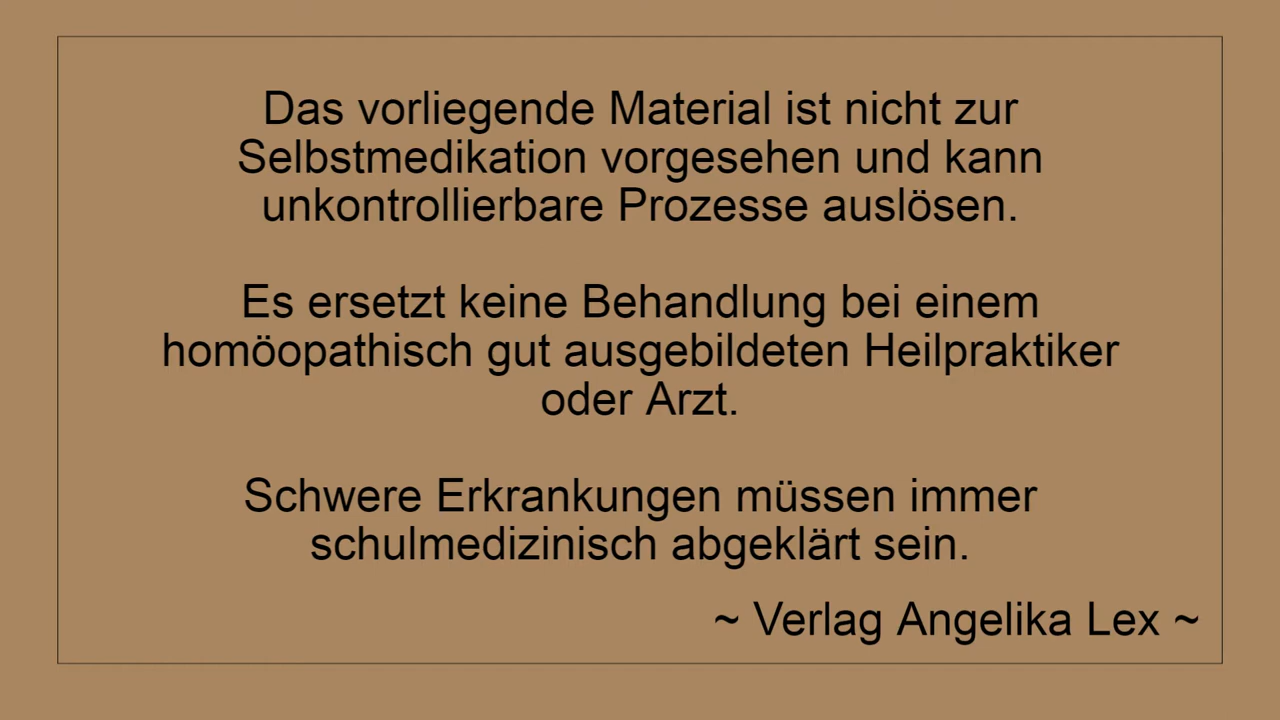 Das vorliegende Material ist nicht zur
Selbstmedikation vorgesehen und kann
unkontrollierbare Prozesse auslösen.
Es ersetzt keine Behandlung bei einem
homöopathisch gut ausgebildeten Heilpraktiker
oder Arzt.
Schwere Erkrankungen müssen immer
schulmedizinisch abgeklärt sein.
~ Verlag Angelika Lex ~